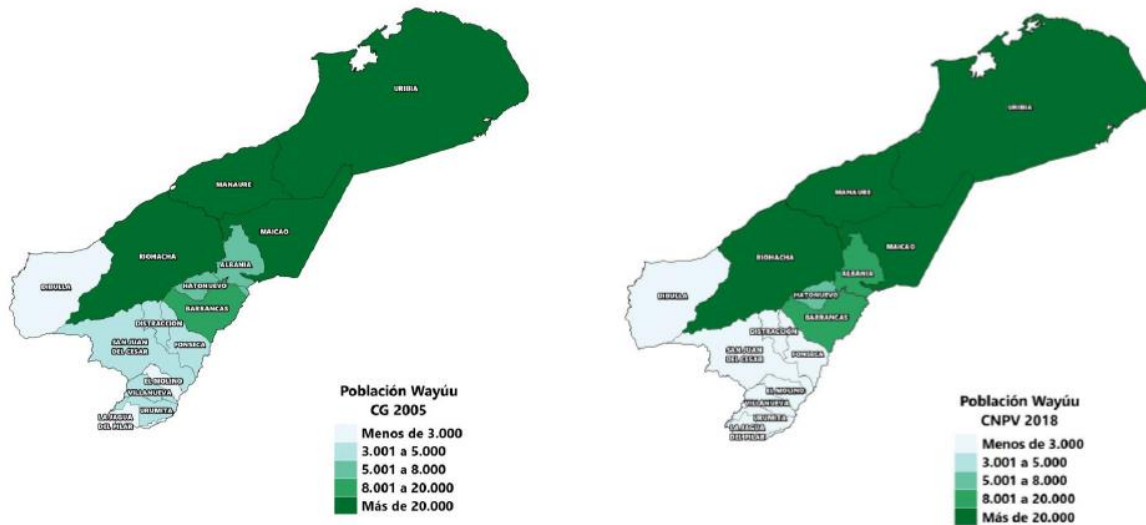 URIBIA
MANAURE
MAICAO
RIOHACHA
ALBANIA
DIBULLA
HATONUEVO
BARRANCAS
DISTRACCIÓN
SAN JUAN
DEL CESAR
FONSECA
EL MOLINO
VILLANUEVA
URUMITA
LA JAGUA
DEL PILAR
Población Wayúu
CG 2005
Menos de 3.000
3.001 a 5.000
5.001 a 8.000
8.001 a 20.000
Más de 20.000
URIBIA
MANAURE
MAICAO
RIOHACHA
ALBANIA
DIBULLA
HATONUEVO
BARRANCAS
DISTRACCIÓN
SAN JUAN
DEL CESAR
FONSECA
EL MOLINO
VILLANUEVA
URUMITA
LA JAGUA
DEL PILAR
Población Wayúu
CNPV 2018
Menos de 3.000
3.001 a 5.000
5.001 a 8.000
8.001 a 20.000
Más de 20.000